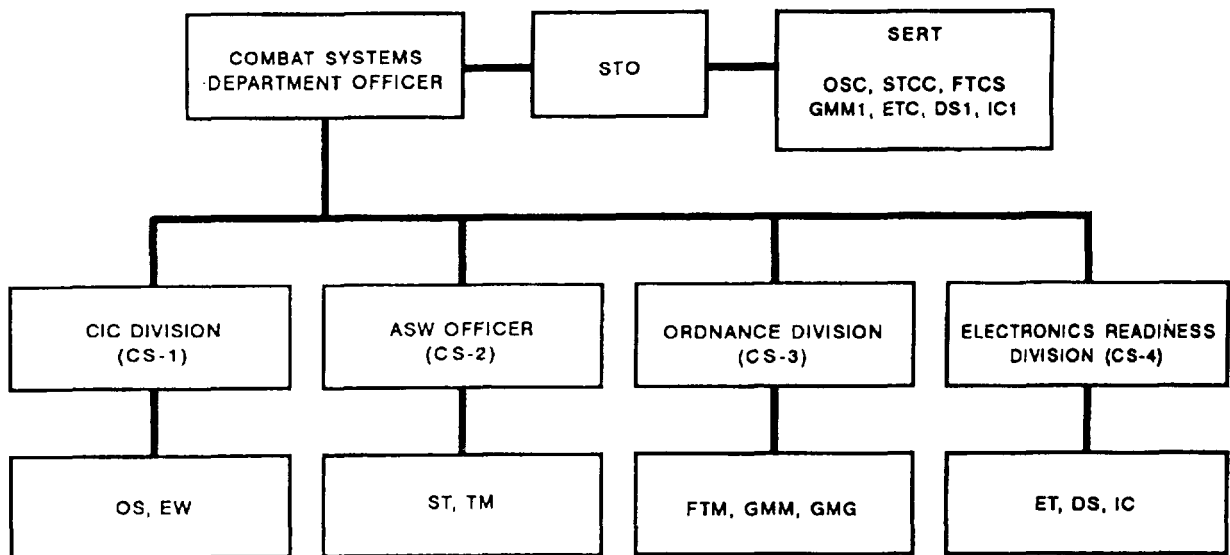 COMBAT SYSTEMS
DEPARTMENT OFFICER
STO
SERT
OSC, STCC, FTCS
GMM1, ETC, DS1, IC1
CIC DIVISION
(CS-1)
ASW OFFICER
(CS-2)
ORDNANCE DIVISION
(CS-3)
ELECTRONICS READINESS
DIVISION (CS-4)
OS, EW
ST, TM
FTM, GMM, GMG
ET, DS, IC